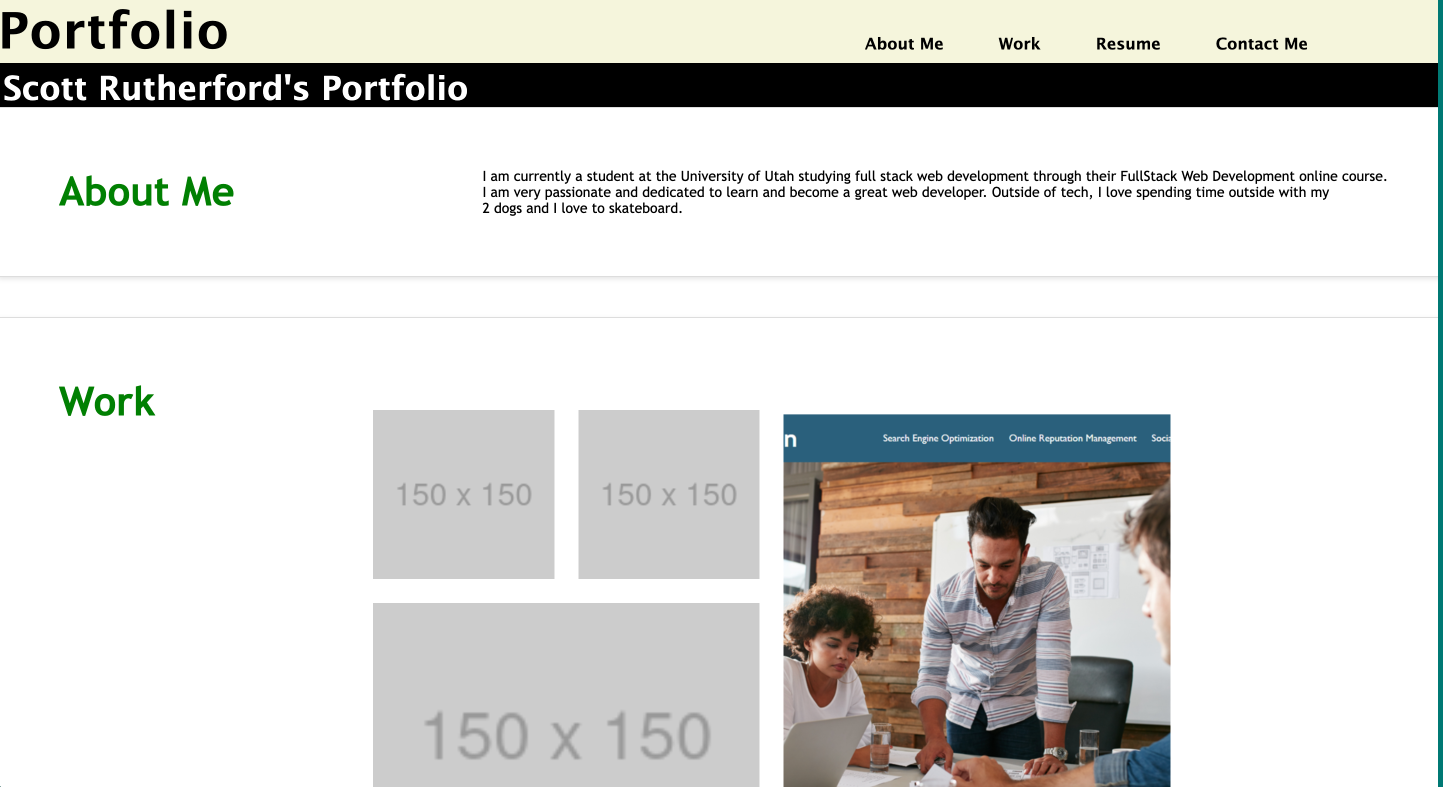 Portfolio
About Me Work Resume Contact Me
Scott Rutherford's Portfolio
About Me
I am currently a student at the University of Utah studying full stack web development through their FullStack Web Development online course.
I am very passionate and dedicated to learn and become a great web developer. Outside of tech, I love spending time outside with my
2 dogs and I love to skateboard.
Work
150 x 150
150 x 150
n Search Engine Optimization Online Reputation Management Socia
150 x 150